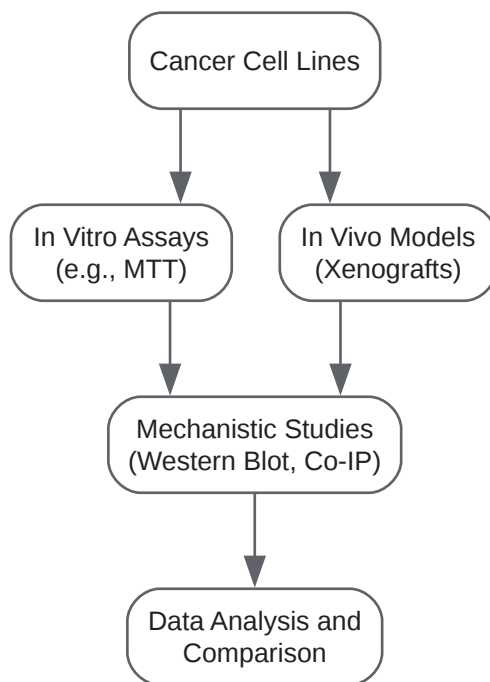 Cancer Cell Lines
In Vitro Assays
(e.g., MTT)
In Vivo Models
(Xenografts)
Mechanistic Studies
(Western Blot, Co-IP)
Data Analysis and
Comparison